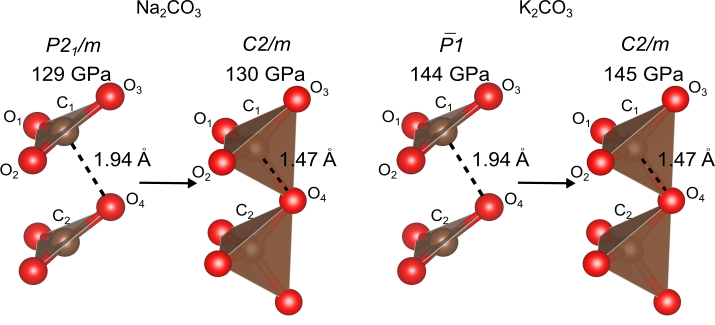 Na₂CO₃
K₂CO₃
P2₁/m
C2/m
P̅1
C2/m
129 GPa
130 GPa
144 GPa
145 GPa
O₁
C₁
O₃
O₂
1.94 Å
C₂
O₄
O₁
C₁
O₃
O₂
1.47 Å
C₂
O₄
O₁
C₁
O₃
O₂
1.94 Å
C₂
O₄
O₁
C₁
O₃
O₂
1.47 Å
C₂
O₄